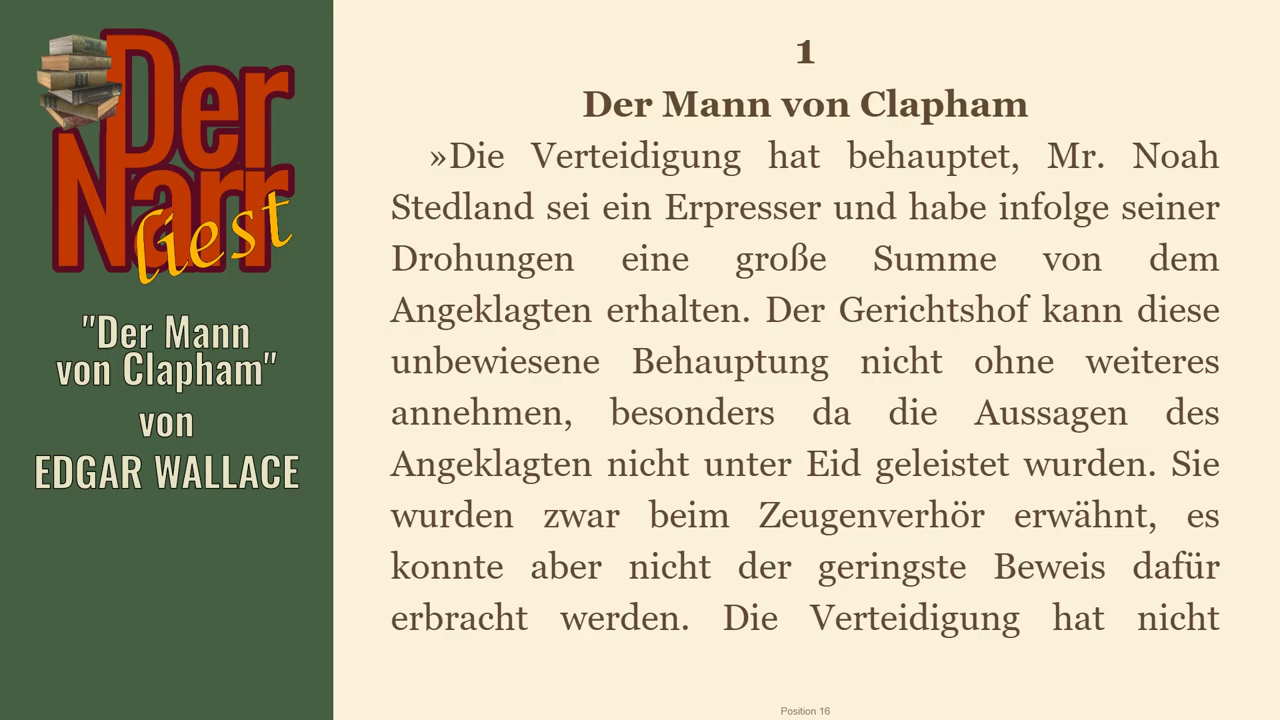 Der
Narr
liest
"Der Mann
von Clapham"
von
EDGAR WALLACE
1
Der Mann von Clapham
»Die Verteidigung hat behauptet, Mr. Noah
Stedland sei ein Erpresser und habe infolge seiner
Drohungen eine große Summe von dem
Angeklagten erhalten. Der Gerichtshof kann diese
unbewiesene Behauptung nicht ohne weiteres
annehmen, besonders da die Aussagen des
Angeklagten nicht unter Eid geleistet wurden. Sie
wurden zwar beim Zeugenverhör erwähnt, es
konnte aber nicht der geringste Beweis dafür
erbracht werden. Die Verteidigung hat nicht
Position 16